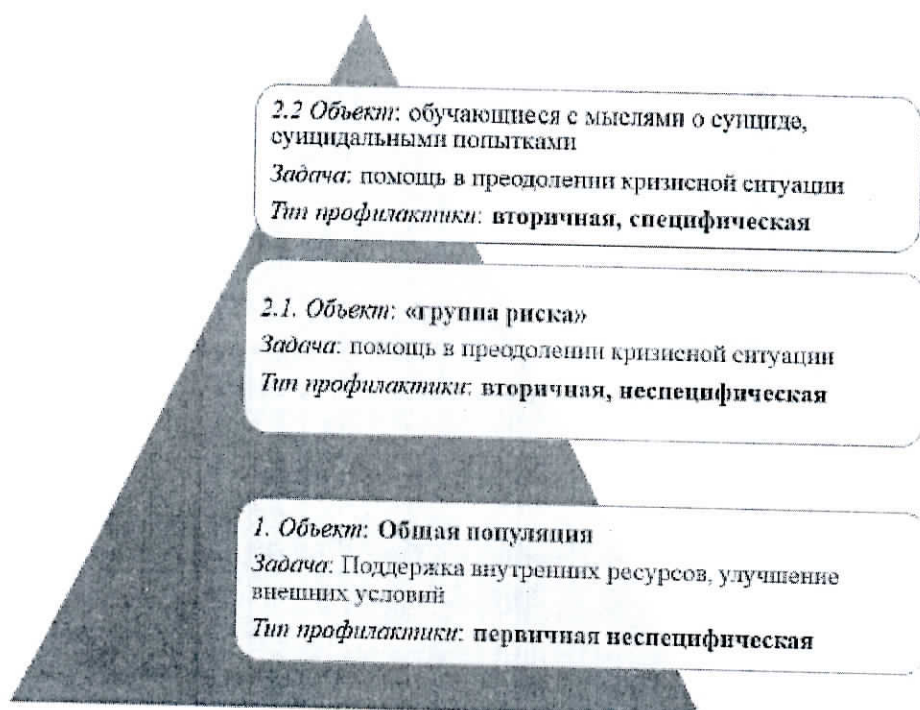 2.2 Объект: обучающиеся с мыслями о суициде,
суицидальными попытками
Задача: помощь в преодолении кризисной ситуации
Тип профилактики: вторичная, специфическая
2.1. Объект: «группа риска»
Задача: помощь в преодолении кризисной ситуации
Тип профилактики: вторичная, неспецифическая
1. Объект: Общая популяция
Задача: Поддержка внутренних ресурсов, улучшение
внешних условий
Тип профилактики: первичная неспецифическая